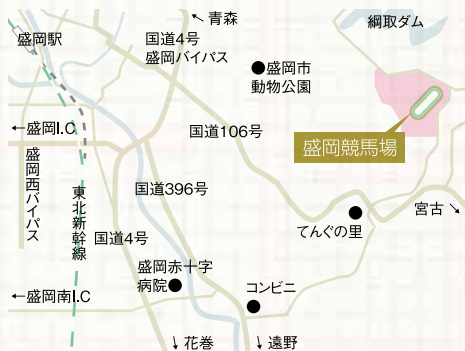 ↖青森
綱取ダム
盛岡駅
国道4号
盛岡バイパス
●盛岡市
動物公園
←盛岡I.C
国道106号
盛岡競馬場
盛岡西バイパス
東北新幹線
国道396号
宮古↘
てんぐの里
国道4号
盛岡赤十字
病院●
コンビニ
←盛岡南I.C
↓花巻
↓遠野